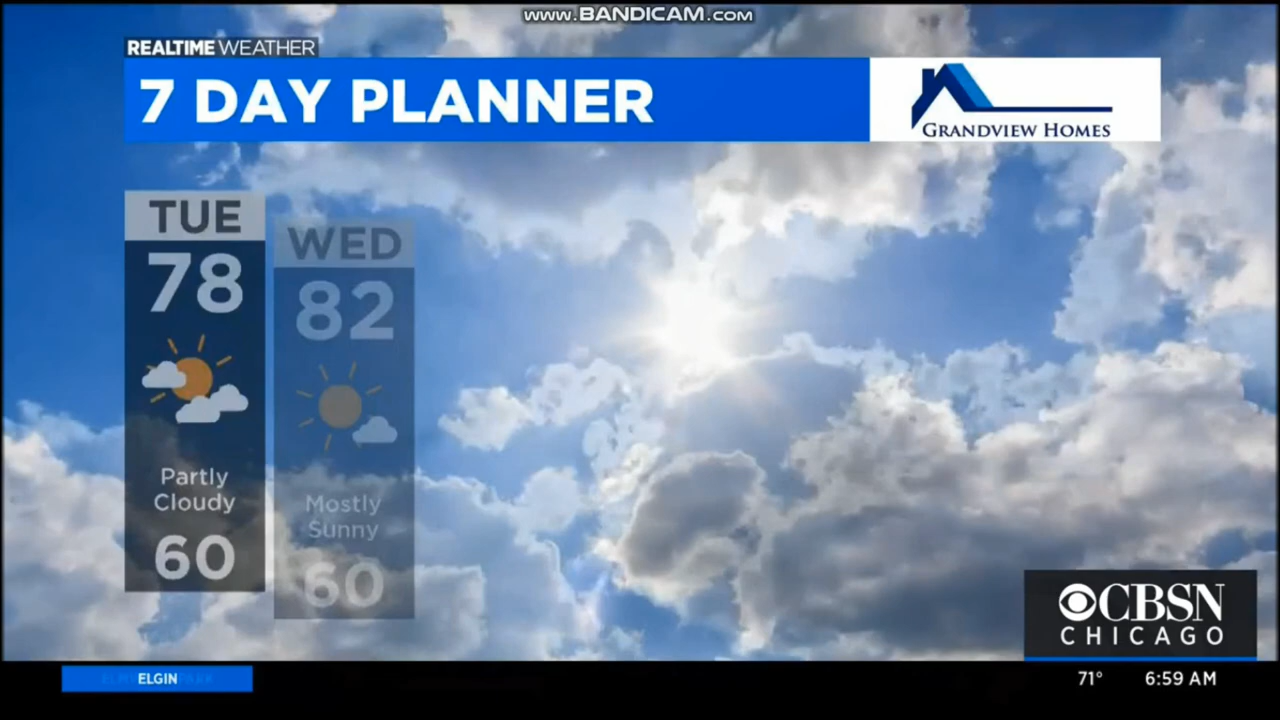 www.BANDICAM.com
REALTIME WEATHER
7 DAY PLANNER
GRANDVIEW HOMES
TUE
78
Partly
Cloudy
60
WED
82
Mostly
Sunny
60
CBSN
CHICAGO
ELGIN
71°
6:59 AM